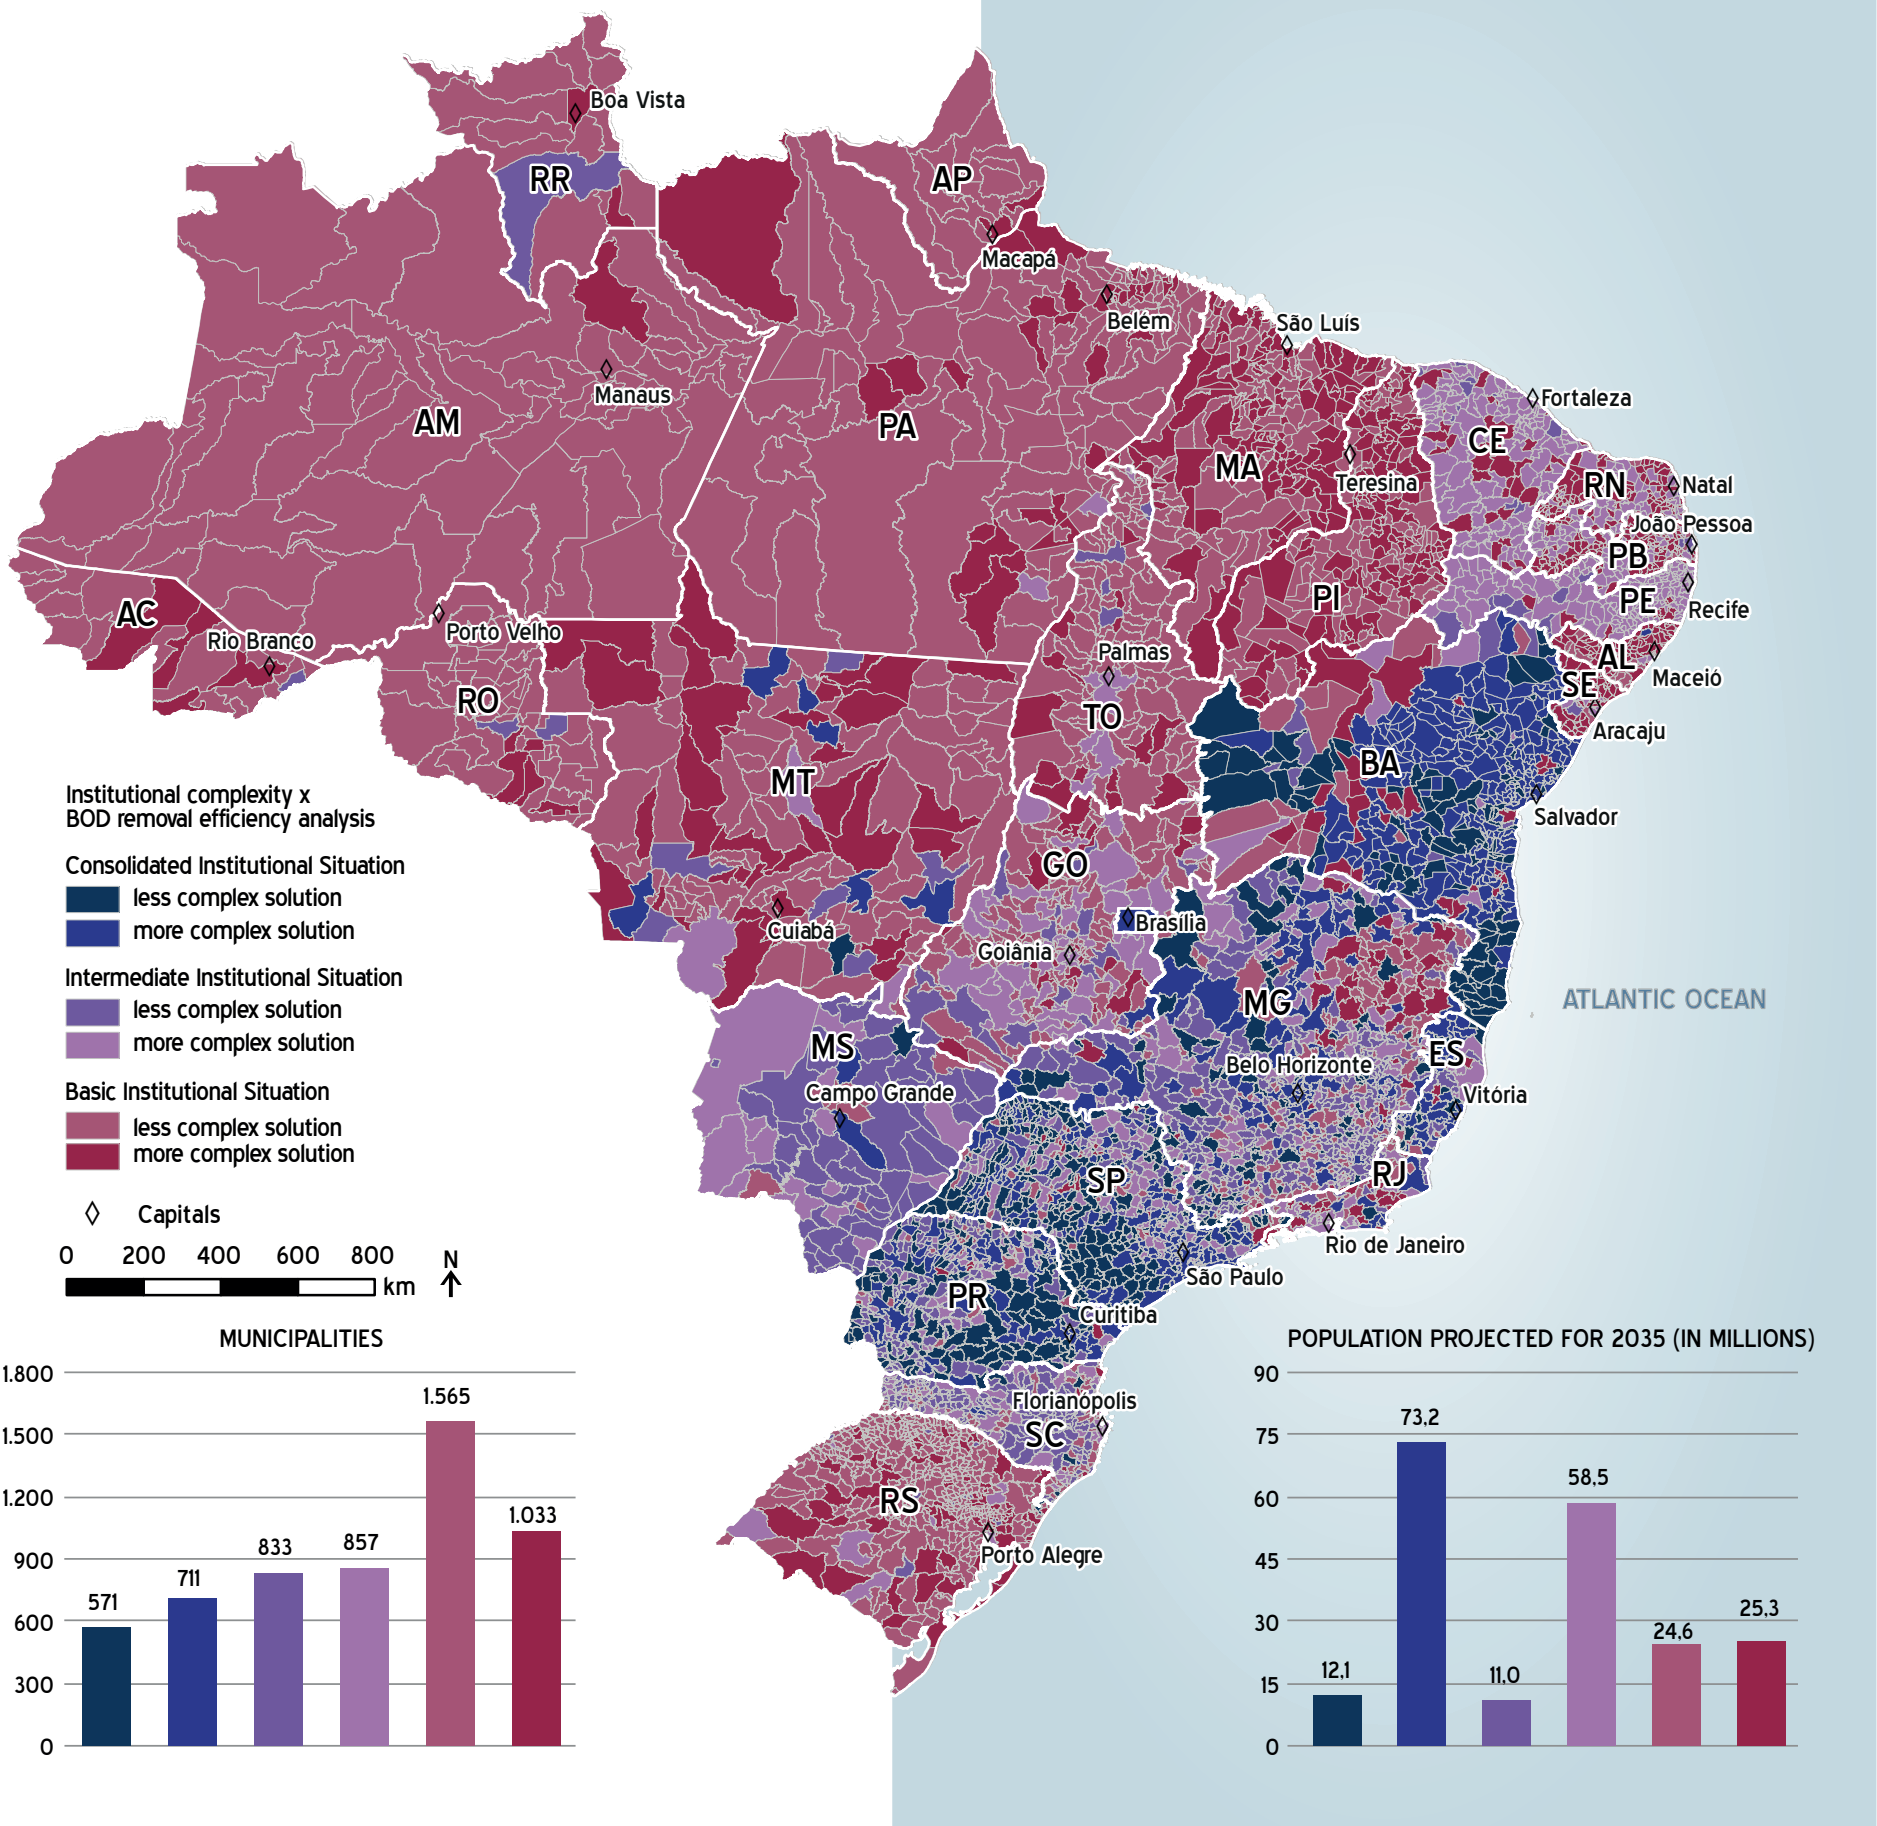 Boa Vista
RR
AP
Macapá
Belém
São Luís
Manaus
Fortaleza
AM
PA
CE
MA
Teresina
RN
Natal
João Pessoa
PB
PI
PE
Recife
AC
Rio Branco
Porto Velho
Palmas
AL
Maceió
SE
RO
TO
Aracaju
BA
MT
Salvador
GO
Cuiabá
Brasília
Goiânia
MG
ATLANTIC OCEAN
MS
ES
Belo Horizonte
Campo Grande
Vitória
SP
RJ
Rio de Janeiro
São Paulo
PR
Curitiba
Florianópolis
SC
RS
Porto Alegre
Institutional complexity x
BOD removal efficiency analysis
Consolidated Institutional Situation
less complex solution
more complex solution
Intermediate Institutional Situation
less complex solution
more complex solution
Basic Institutional Situation
less complex solution
more complex solution
Capitals
0 200 400 600 800
km
N
MUNICIPALITIES
1.800
1.500
1.200
900
600
300
0
571
711
833
857
1.565
1.033
POPULATION PROJECTED FOR 2035 (IN MILLIONS)
90
75
60
45
30
15
0
12,1
73,2
11,0
58,5
24,6
25,3